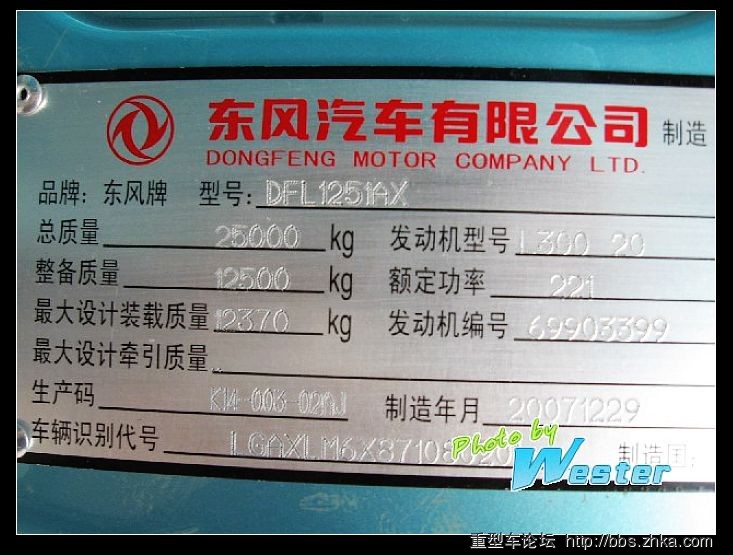 东风汽车有限公司 制造
DONGFENG MOTOR COMPANY LTD.
品牌: 东风牌 型号: DFL1251AX
总质量 25000 kg 发动机型号 L300 20
整备质量 12500 kg 额定功率 221
最大设计装载质量 12370 kg 发动机编号 69903399
最大设计牵引质量
生产码 K14-003-02AJ 制造年月 20071229
车辆识别代号 制造国:
Photo by
Wester
重型车论坛 http://bbs.zhka.com